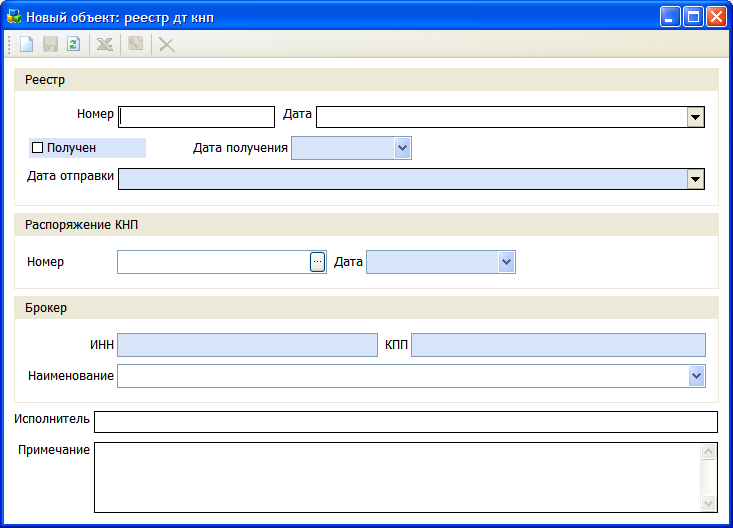 Новый объект: реестр дт кнп
Реестр
Номер Дата
Получен Дата получения
Дата отправки
Распоряжение КНП
Номер ... Дата
Брокер
ИНН КПП
Наименование
Исполнитель
Примечание